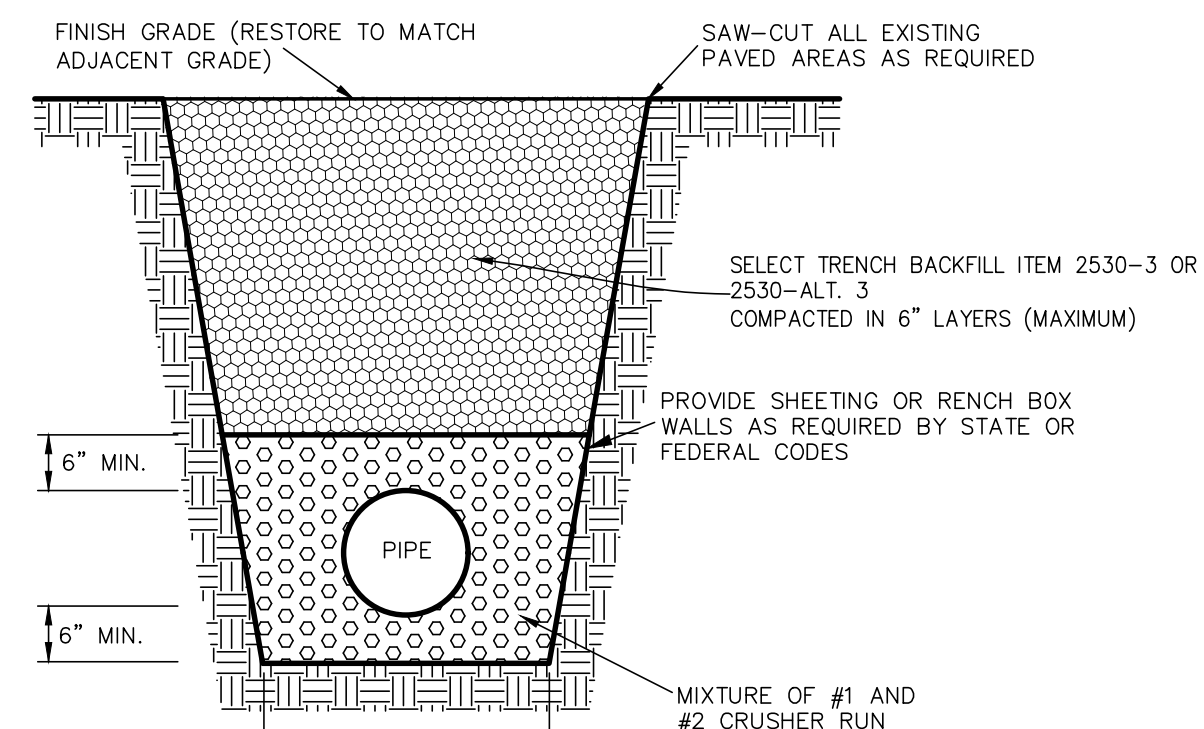 FINISH GRADE (RESTORE TO MATCH
ADJACENT GRADE)
SAW-CUT ALL EXISTING
PAVED AREAS AS REQUIRED
SELECT TRENCH BACKFILL ITEM 2530-3 OR
2530-ALT. 3
COMPACTED IN 6" LAYERS (MAXIMUM)
PROVIDE SHEETING OR RENCH BOX
WALLS AS REQUIRED BY STATE OR
FEDERAL CODES
6" MIN.
PIPE
6" MIN.
MIXTURE OF #1 AND
#2 CRUSHER RUN